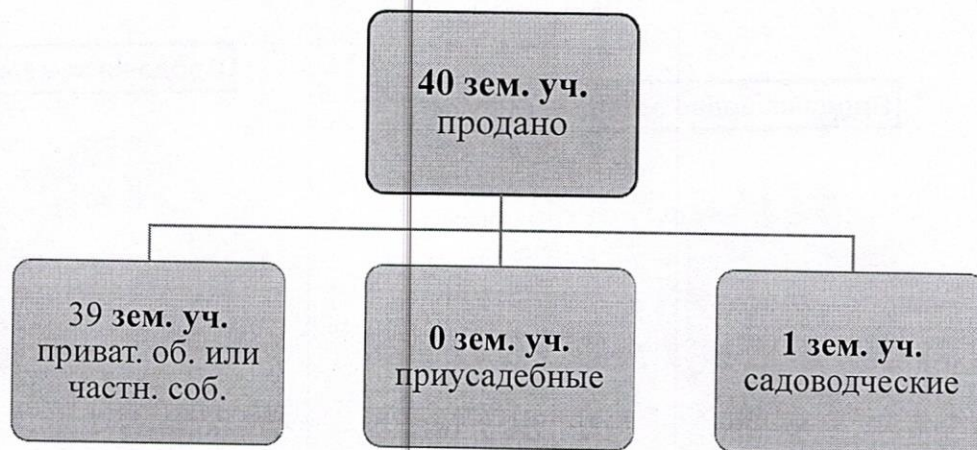 40 зем. уч.
продано
39 зем. уч.
приват. об. или
частн. соб.
0 зем. уч.
приусадебные
1 зем. уч.
садоводческие